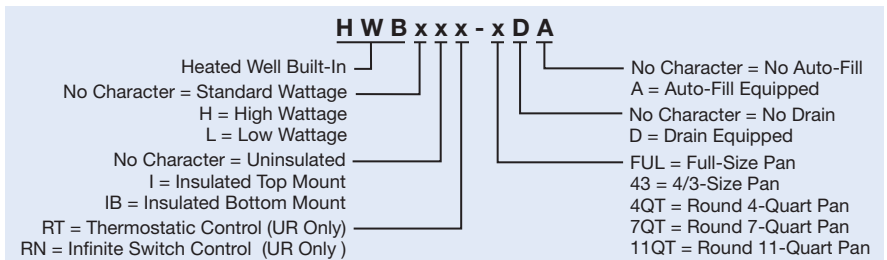 H W B x x x - x D A
Heated Well Built-In
No Character = Standard Wattage
H = High Wattage
L = Low Wattage
No Character = Uninsulated
I = Insulated Top Mount
IB = Insulated Bottom Mount
RT = Thermostatic Control (UR Only)
RN = Infinite Switch Control (UR Only )
No Character = No Auto-Fill
A = Auto-Fill Equipped
No Character = No Drain
D = Drain Equipped
FUL = Full-Size Pan
43 = 4/3-Size Pan
4QT = Round 4-Quart Pan
7QT = Round 7-Quart Pan
11QT = Round 11-Quart Pan